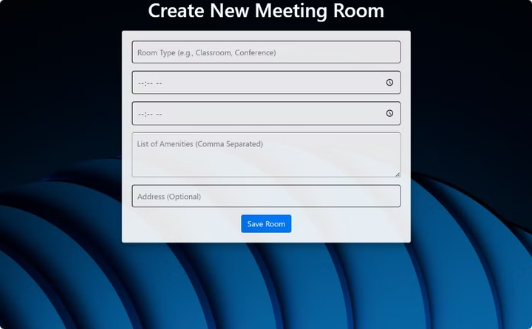 Create New Meeting Room
Room Type (e.g., Classroom, Conference)
--:-- --
--:-- --
List of Amenities (Comma Separated)
Address (Optional)
Save Room